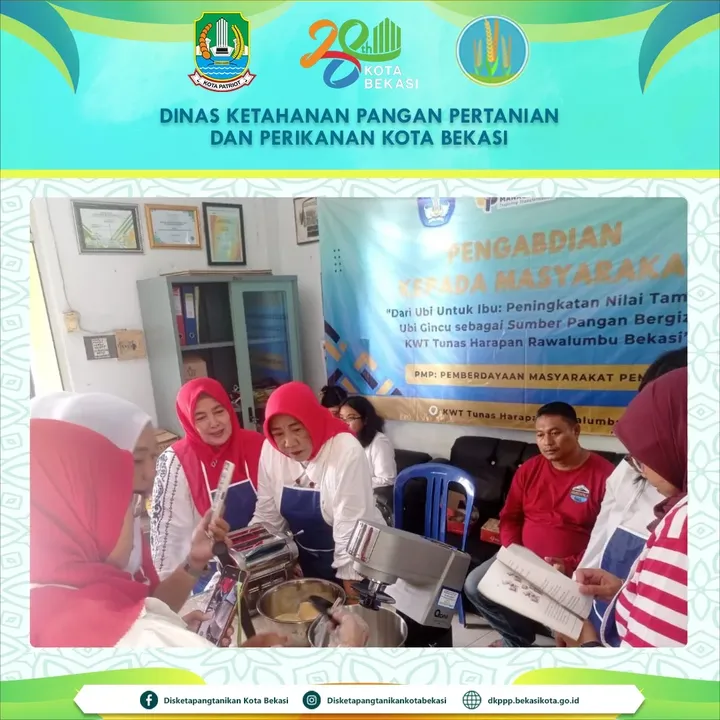 KOTA PATRIOT
28th
KOTA
BEKASI
DINAS KETAHANAN PANGAN PERTANIAN
DAN PERIKANAN KOTA BEKASI
PENGABDIAN
KEPADA MASYARAKA
"Dari Ubi Untuk Ibu: Peningkatan Nilai Tam
Ubi Gincu sebagai Sumber Pangan Bergiz
KWT Tunas Harapan Rawalumbu Bekasi"
PMP: PEMBERDAYAAN MASYARAKAT PEM
KWT Tunas Harapan Rawalumbu
Disketapangtanikan Kota Bekasi
Disketapangtanikankotabekasi
dkppp.bekasikota.go.id